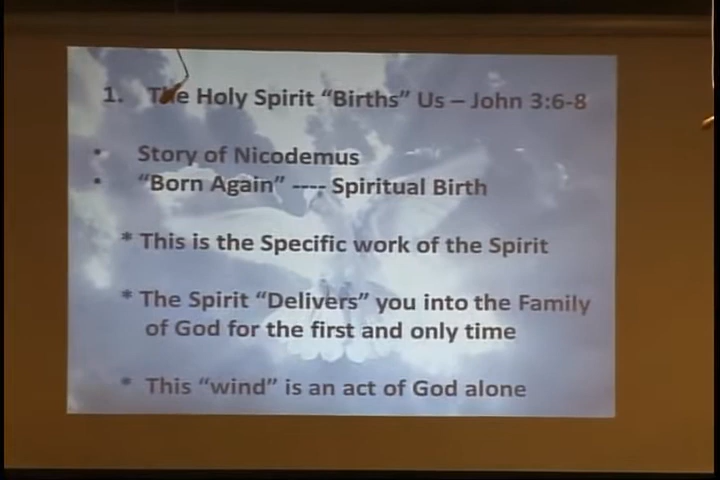 1. The Holy Spirit “Births” Us – John 3:6-8
• Story of Nicodemus
• “Born Again” ---- Spiritual Birth
* This is the Specific work of the Spirit
* The Spirit “Delivers” you into the Family
of God for the first and only time
* This “wind” is an act of God alone